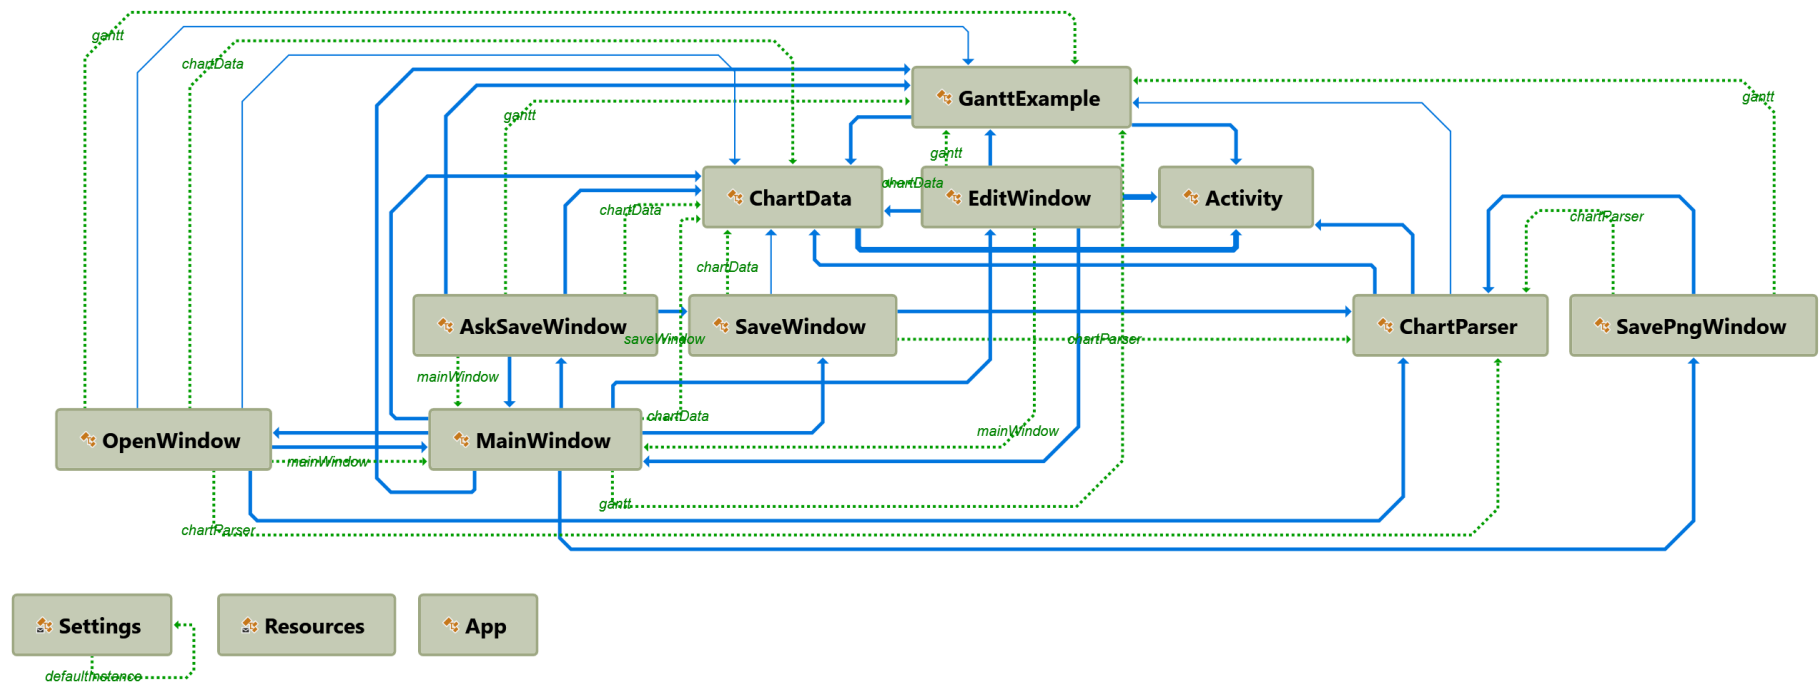 gantt
chartData
gantt
GanttExample
gantt
gantt
chartData
ChartData
EditWindow
Activity
chartData
chartParser
chartData
AskSaveWindow
SaveWindow
ChartParser
SavePngWindow
saveWindow
chartParser
mainWindow
chartData
OpenWindow
MainWindow
mainWindow
mainWindow
gantt
chartParser
Settings
Resources
App
defaultInstance